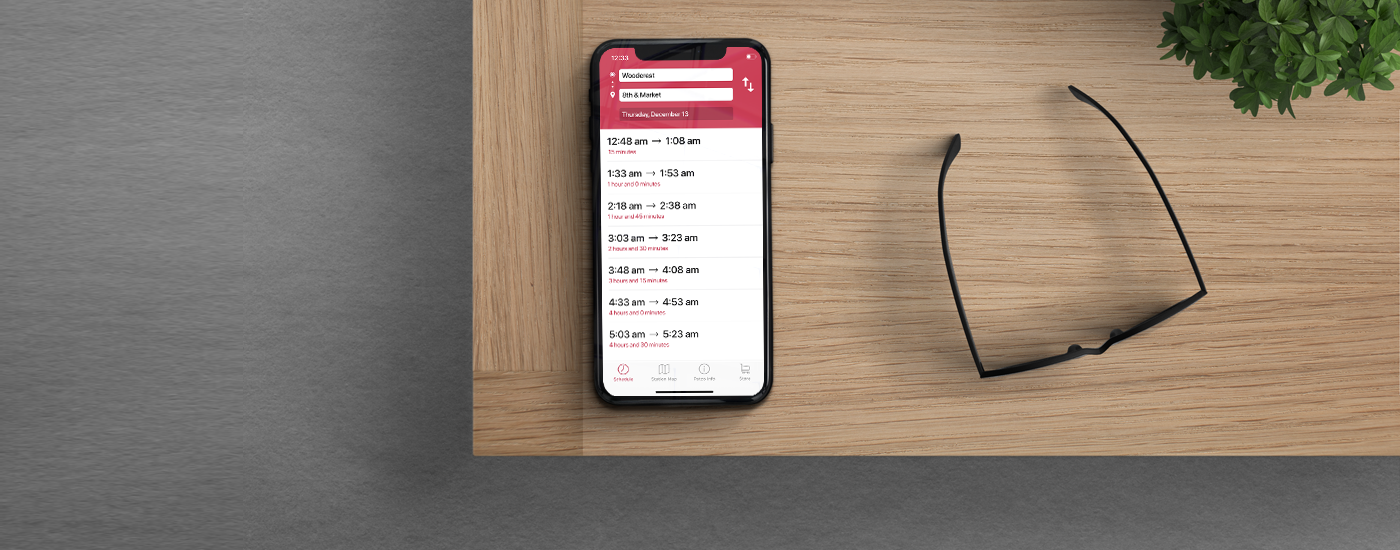 12:33
Woodcrest
8th & Market
Thursday, December 13
12:48 am → 1:08 am
15 minutes
1:33 am → 1:53 am
1 hour and 0 minutes
2:18 am → 2:38 am
1 hour and 45 minutes
3:03 am → 3:23 am
2 hours and 30 minutes
3:48 am → 4:08 am
3 hours and 15 minutes
4:33 am → 4:53 am
4 hours and 0 minutes
5:03 am → 5:23 am
4 hours and 30 minutes
Schedule Station Map